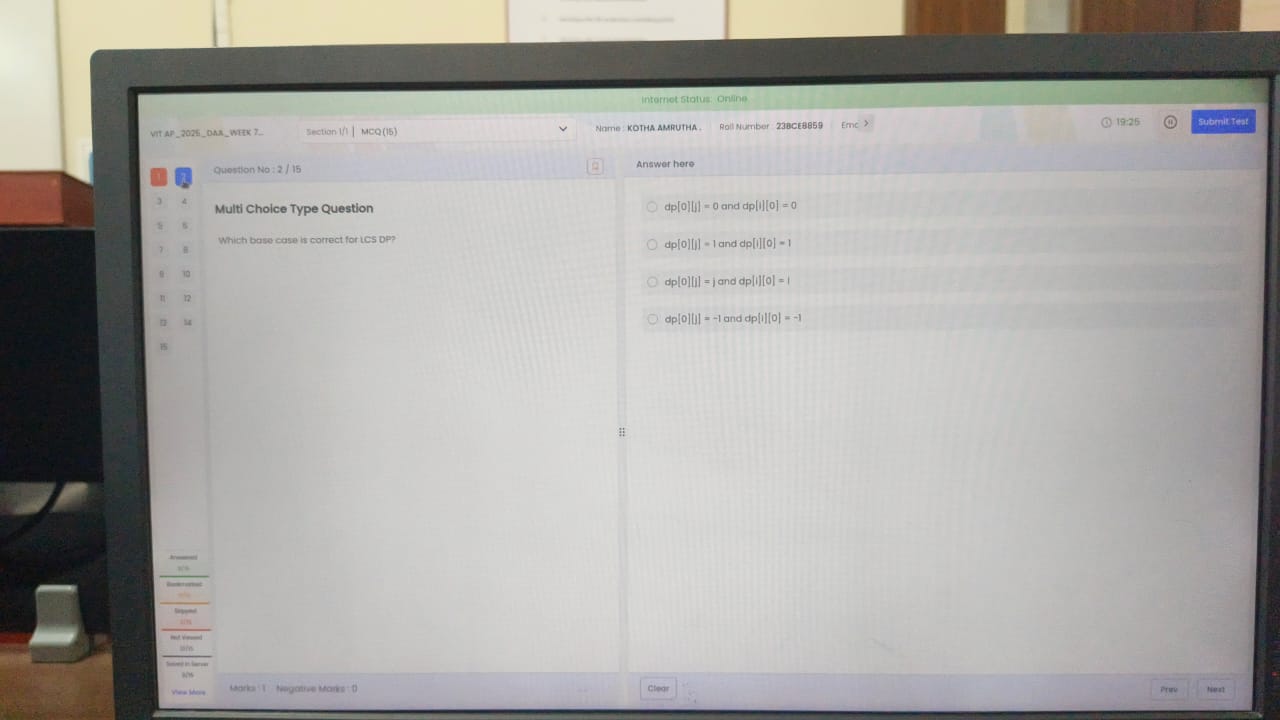 Internet Status: Online
VIT AP_2025_DAA_WEEK 7...
Section 1/1 | MCQ (15)
Name : KOTHA AMRUTHA .
Roll Number : 23BCE8859
19:25
Submit Test
Question No : 2 / 15
Answer here
1 2
3 4
5 6
7 8
9 10
11 12
13 14
15
Multi Choice Type Question
Which base case is correct for LCS DP?
dp[0][j] = 0 and dp[i][0] = 0
dp[0][j] = 1 and dp[i][0] = 1
dp[0][j] = j and dp[i][0] = i
dp[0][j] = -1 and dp[i][0] = -1
Answered
Bookmarked
Skipped
Not Viewed
Saved in Server
View More
Marks : 1 Negative Marks : 0
Clear
Prev
Next